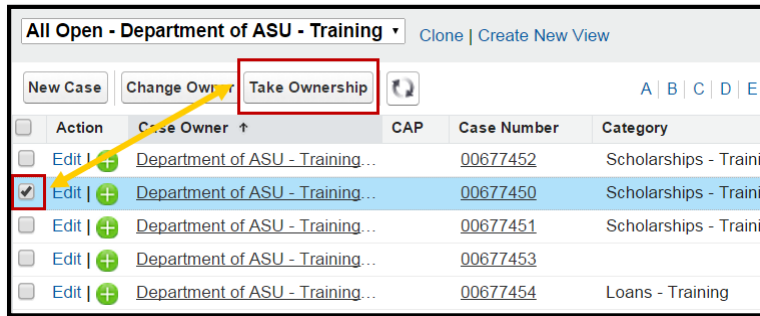 All Open - Department of ASU - Training Clone | Create New View
New Case Change Owner Take Ownership A | B | C | D | E
Action Case Owner ↑ CAP Case Number Category
Edit | Department of ASU - Training... 00677452 Scholarships - Traini
Edit | Department of ASU - Training... 00677450 Scholarships - Traini
Edit | Department of ASU - Training... 00677451 Scholarships - Traini
Edit | Department of ASU - Training... 00677453
Edit | Department of ASU - Training... 00677454 Loans - Training